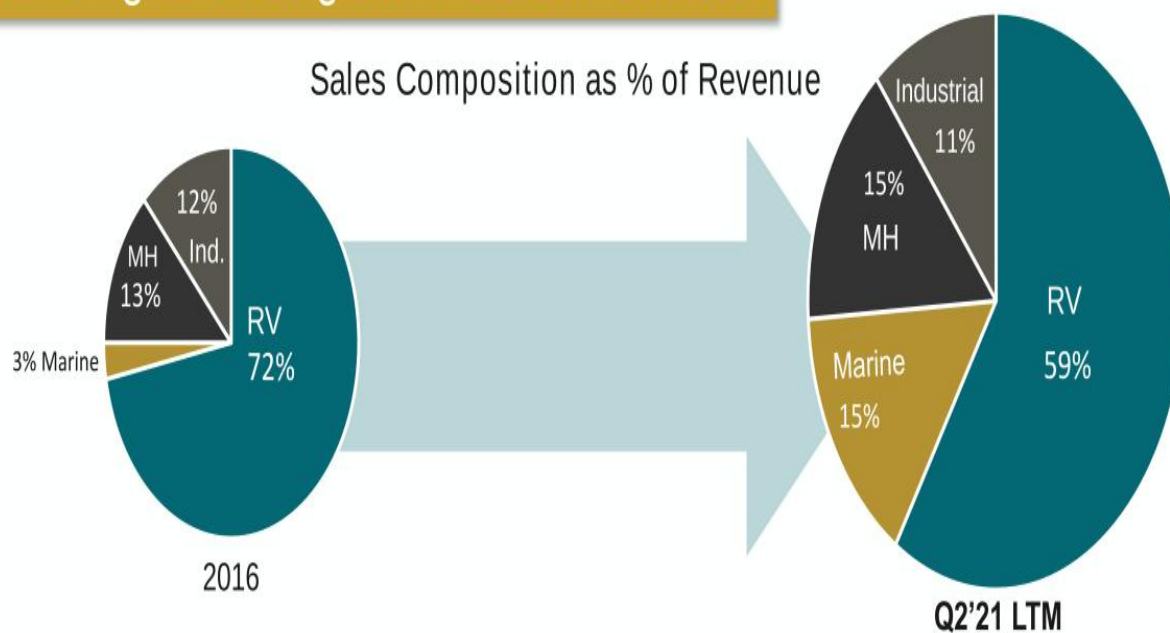 Sales Composition as % of Revenue
12%
Ind.
MH
13%
3% Marine
RV
72%
2016
Industrial
11%
15%
MH
RV
59%
Marine
15%
Q2’21 LTM